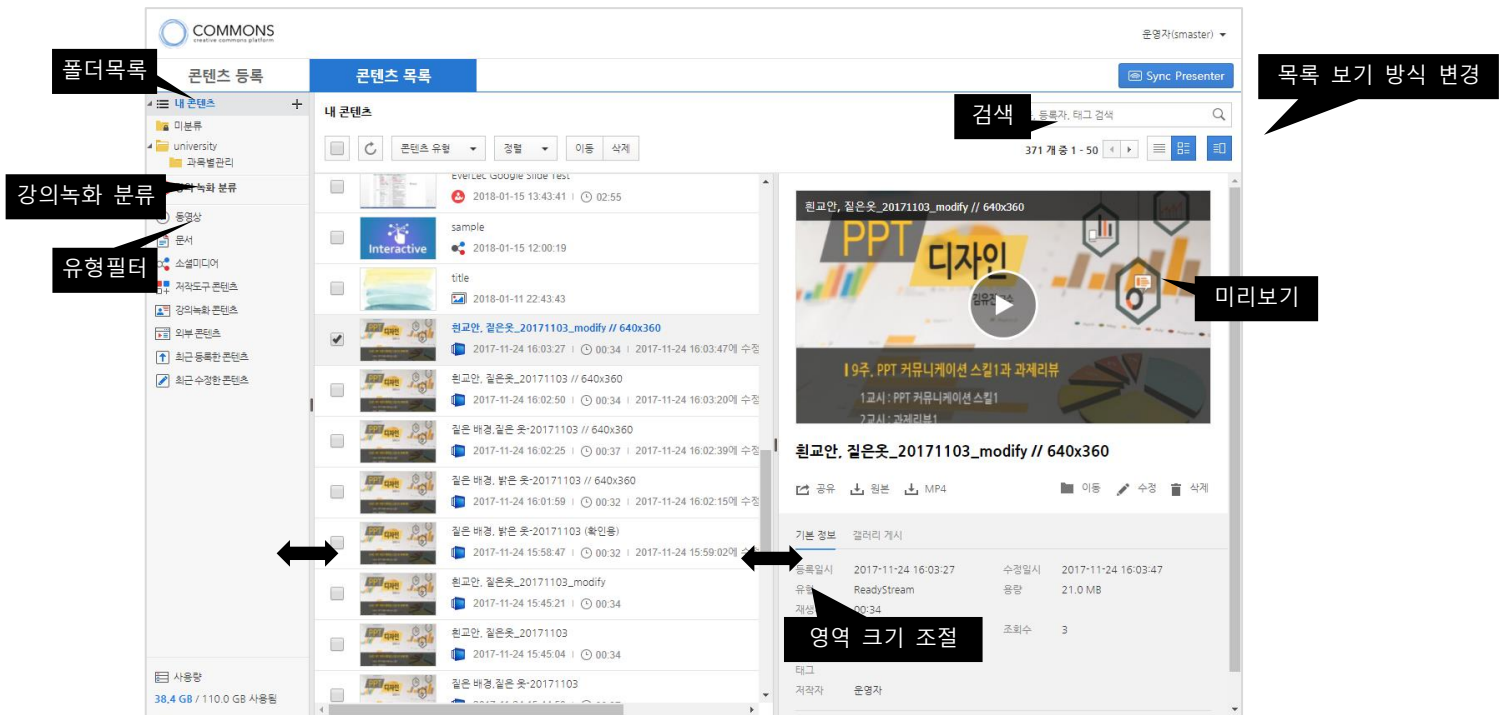 COMMONS
creative commons platform
운영자(smaster)
폴더목록
콘텐츠 등록
콘텐츠 목록
Sync Presenter
목록 보기 방식 변경
내 콘텐츠
미분류
university
과목별관리
강의녹화 분류
녹화 분류
동영상
문서
유형필터
소셜미디어
저작도구 콘텐츠
강의녹화 콘텐츠
외부 콘텐츠
최근 등록한 콘텐츠
최근 수정한 콘텐츠
사용량
38.4 GB / 110.0 GB 사용됨
내 콘텐츠
검색
등록자, 태그 검색
콘텐츠 유형
정렬
이동
삭제
371 개 중 1 - 50
EverLec Google Slide Test
2018-01-15 13:43:41 | 02:55
Interactive
sample
2018-01-15 12:00:19
title
2018-01-11 22:43:43
흰교안, 짙은옷_20171103_modify // 640x360
2017-11-24 16:03:27 | 00:34 | 2017-11-24 16:03:47에 수정
흰교안, 짙은옷_20171103 // 640x360
2017-11-24 16:02:50 | 00:34 | 2017-11-24 16:03:20에 수정
짙은 배경,짙은 옷-20171103 // 640x360
2017-11-24 16:02:25 | 00:37 | 2017-11-24 16:02:39에 수정
짙은 배경, 밝은 옷-20171103 // 640x360
2017-11-24 16:01:59 | 00:32 | 2017-11-24 16:02:15에 수정
짙은 배경, 밝은 옷-20171103 (확인용)
2017-11-24 15:58:47 | 00:32 | 2017-11-24 15:59:02에
흰교안, 짙은옷_20171103_modify
2017-11-24 15:45:21 | 00:34
흰교안, 짙은옷_20171103
2017-11-24 15:45:04 | 00:34
짙은 배경,짙은 옷-20171103
흰교안, 짙은옷_20171103_modify // 640x360
PPT
디자인
미리보기
9주. PPT 커뮤니케이션 스킬1과 과제리뷰
1교시 : PPT 커뮤니케이션 스킬1
2교시 : 과제리뷰1
흰교안, 짙은옷_20171103_modify // 640x360
공유 원본 MP4 이동 수정 삭제
기본 정보 갤러리 게시
등록일시 2017-11-24 16:03:27 수정일시 2017-11-24 16:03:47
유형 ReadyStream 용량 21.0 MB
재생 00:34
영역 크기 조절
조회수 3
태그
저작자 운영자